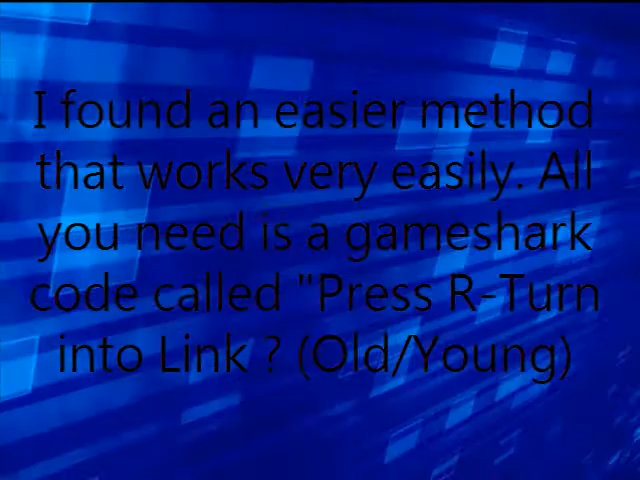 I found an easier method
that works very easily. All
you need is a gameshark
code called "Press R-Turn
into Link ? (Old/Young)